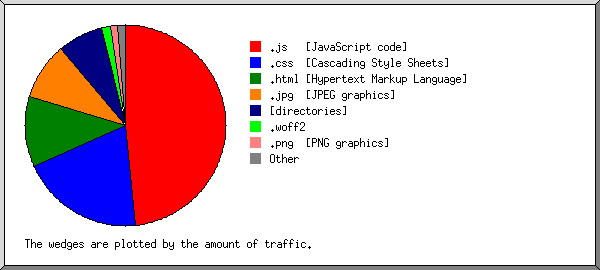 .js   [JavaScript code]
.css  [Cascading Style Sheets]
.html [Hypertext Markup Language]
.jpg  [JPEG graphics]
[directories]
.woff2
.png  [PNG graphics]
Other
The wedges are plotted by the amount of traffic.